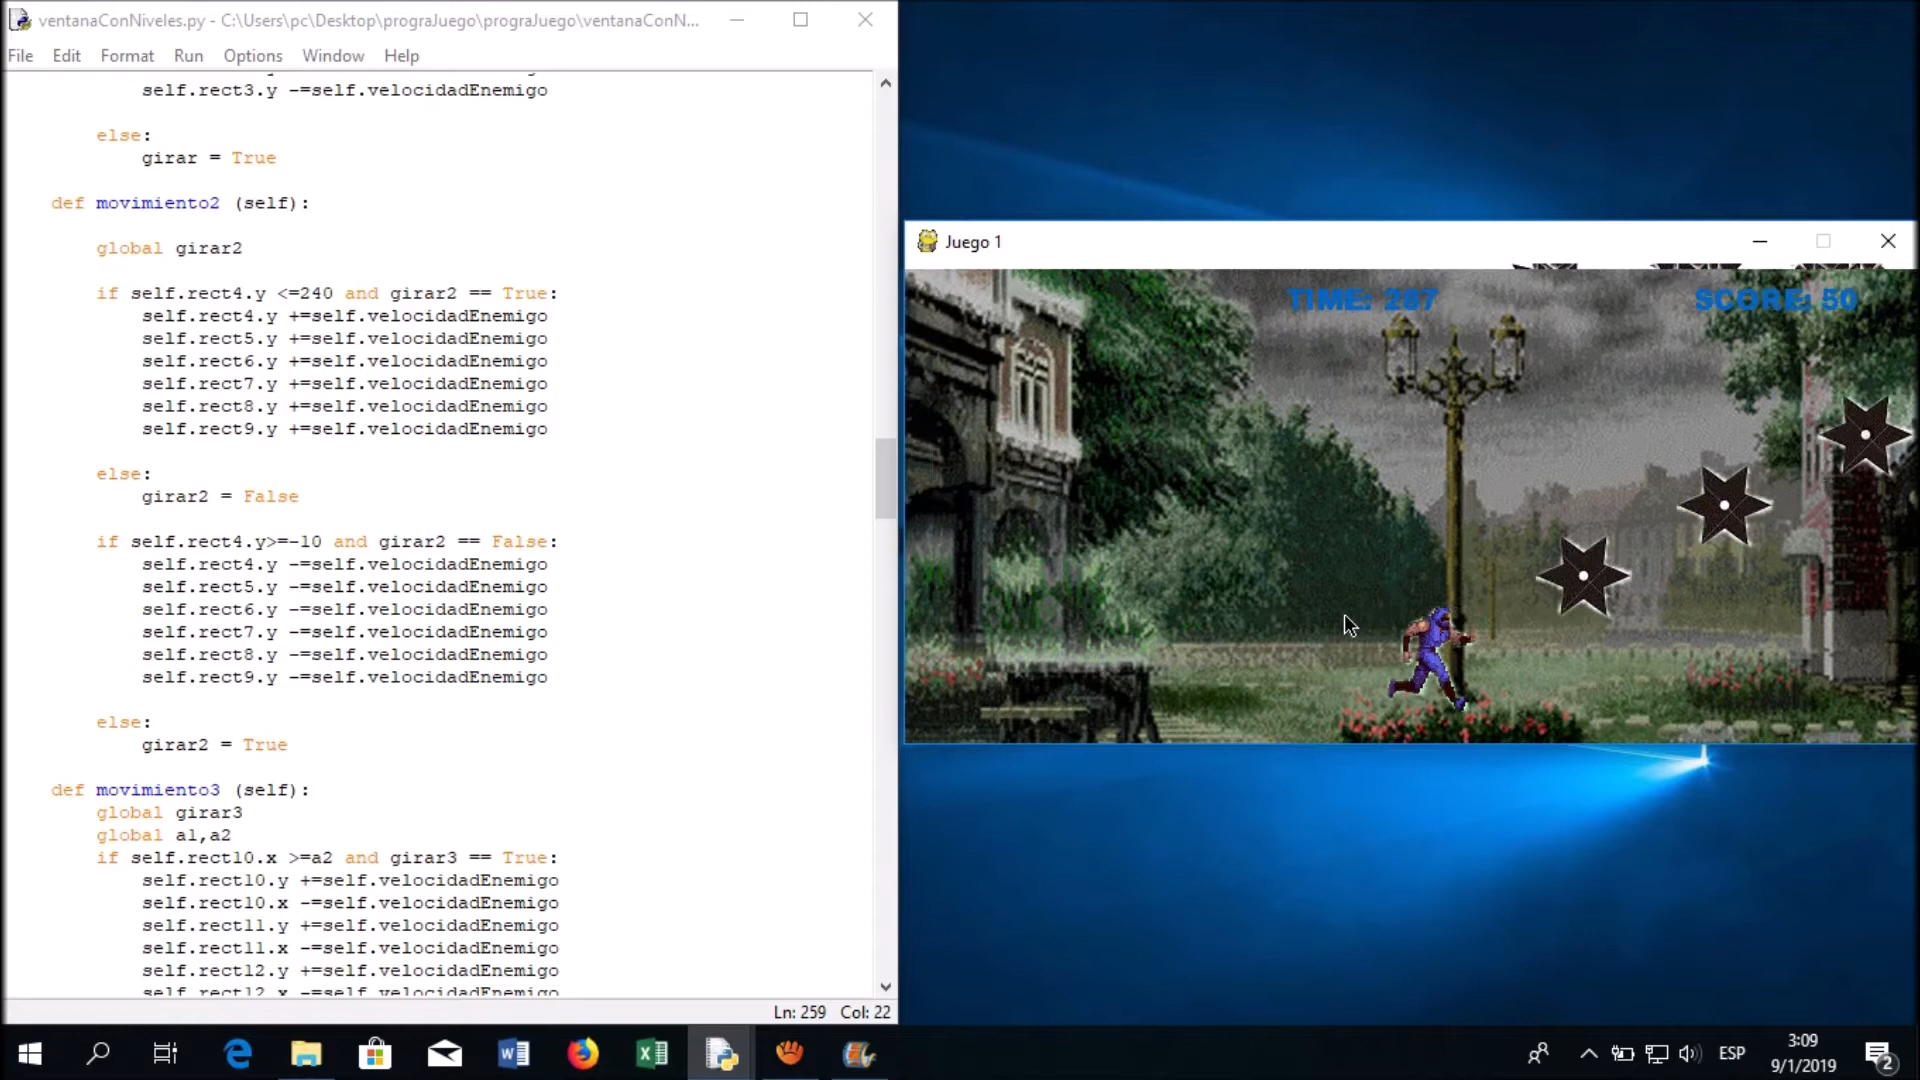 ventanaConNiveles.py - C:\Users\pc\Desktop\prograJuego\prograJuego\ventanaConN...
File Edit Format Run Options Window Help
self.rect3.y -=self.velocidadEnemigo
else:
girar = True
def movimiento2 (self):
global girar2
if self.rect4.y <=240 and girar2 == True:
self.rect4.y +=self.velocidadEnemigo
self.rect5.y +=self.velocidadEnemigo
self.rect6.y +=self.velocidadEnemigo
self.rect7.y +=self.velocidadEnemigo
self.rect8.y +=self.velocidadEnemigo
self.rect9.y +=self.velocidadEnemigo
else:
girar2 = False
if self.rect4.y>=-10 and girar2 == False:
self.rect4.y -=self.velocidadEnemigo
self.rect5.y -=self.velocidadEnemigo
self.rect6.y -=self.velocidadEnemigo
self.rect7.y -=self.velocidadEnemigo
self.rect8.y -=self.velocidadEnemigo
self.rect9.y -=self.velocidadEnemigo
else:
girar2 = True
def movimiento3 (self):
global girar3
global a1,a2
if self.rect10.x >=a2 and girar3 == True:
self.rect10.y +=self.velocidadEnemigo
self.rect10.x -=self.velocidadEnemigo
self.rect11.y +=self.velocidadEnemigo
self.rect11.x -=self.velocidadEnemigo
self.rect12.y +=self.velocidadEnemigo
self.rect12.x -=self.velocidadEnemigo
Ln: 259 Col: 22
Juego 1
TIME: 287
SCORE: 50
ESP
3:09
9/1/2019
2